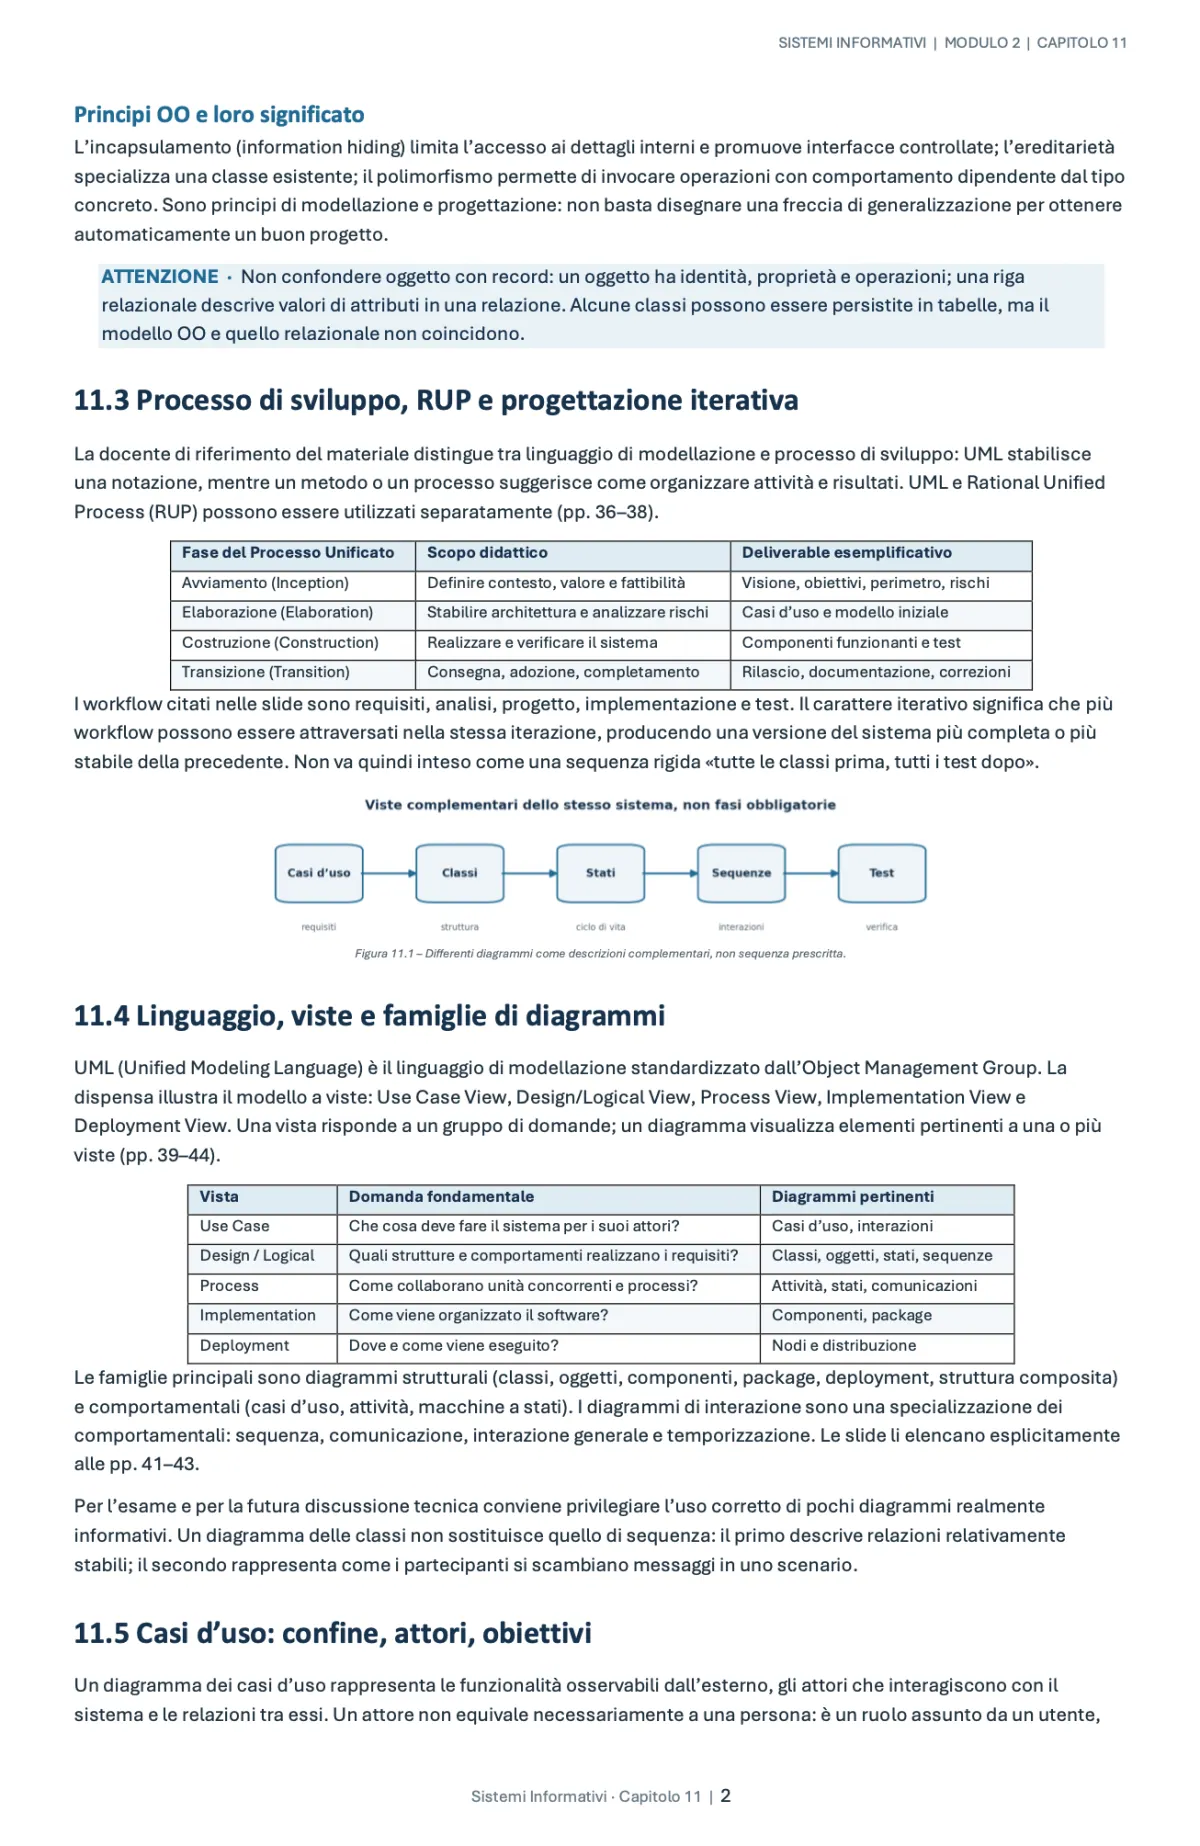 SISTEMI INFORMATIVI | MODULO 2 | CAPITOLO 11
Principi OO e loro significato
L’incapsulamento (information hiding) limita l’accesso ai dettagli interni e promuove interfacce controllate; l’ereditarietà
specializza una classe esistente; il polimorfismo permette di invocare operazioni con comportamento dipendente dal tipo
concreto. Sono principi di modellazione e progettazione: non basta disegnare una freccia di generalizzazione per ottenere
automaticamente un buon progetto.
ATTENZIONE · Non confondere oggetto con record: un oggetto ha identità, proprietà e operazioni; una riga
relazionale descrive valori di attributi in una relazione. Alcune classi possono essere persistite in tabelle, ma il
modello OO e quello relazionale non coincidono.
11.3 Processo di sviluppo, RUP e progettazione iterativa
La docente di riferimento del materiale distingue tra linguaggio di modellazione e processo di sviluppo: UML stabilisce
una notazione, mentre un metodo o un processo suggerisce come organizzare attività e risultati. UML e Rational Unified
Process (RUP) possono essere utilizzati separatamente (pp. 36–38).
Fase del Processo Unificato Scopo didattico Deliverable esemplificativo
Avviamento (Inception) Definire contesto, valore e fattibilità Visione, obiettivi, perimetro, rischi
Elaborazione (Elaboration) Stabilire architettura e analizzare rischi Casi d’uso e modello iniziale
Costruzione (Construction) Realizzare e verificare il sistema Componenti funzionanti e test
Transizione (Transition) Consegna, adozione, completamento Rilascio, documentazione, correzioni
I workflow citati nelle slide sono requisiti, analisi, progetto, implementazione e test. Il carattere iterativo significa che più
workflow possono essere attraversati nella stessa iterazione, producendo una versione del sistema più completa o più
stabile della precedente. Non va quindi inteso come una sequenza rigida «tutte le classi prima, tutti i test dopo».
Viste complementari dello stesso sistema, non fasi obbligatorie
Casi d’uso Classi Stati Sequenze Test
requisiti struttura ciclo di vita interazioni verifica
Figura 11.1 – Differenti diagrammi come descrizioni complementari, non sequenza prescritta.
11.4 Linguaggio, viste e famiglie di diagrammi
UML (Unified Modeling Language) è il linguaggio di modellazione standardizzato dall’Object Management Group. La
dispensa illustra il modello a viste: Use Case View, Design/Logical View, Process View, Implementation View e
Deployment View. Una vista risponde a un gruppo di domande; un diagramma visualizza elementi pertinenti a una o più
viste (pp. 39–44).
Vista Domanda fondamentale Diagrammi pertinenti
Use Case Che cosa deve fare il sistema per i suoi attori? Casi d’uso, interazioni
Design / Logical Quali strutture e comportamenti realizzano i requisiti? Classi, oggetti, stati, sequenze
Process Come collaborano unità concorrenti e processi? Attività, stati, comunicazioni
Implementation Come viene organizzato il software? Componenti, package
Deployment Dove e come viene eseguito? Nodi e distribuzione
Le famiglie principali sono diagrammi strutturali (classi, oggetti, componenti, package, deployment, struttura composita)
e comportamentali (casi d’uso, attività, macchine a stati). I diagrammi di interazione sono una specializzazione dei
comportamentali: sequenza, comunicazione, interazione generale e temporizzazione. Le slide li elencano esplicitamente
alle pp. 41–43.
Per l’esame e per la futura discussione tecnica conviene privilegiare l’uso corretto di pochi diagrammi realmente
informativi. Un diagramma delle classi non sostituisce quello di sequenza: il primo descrive relazioni relativamente
stabili; il secondo rappresenta come i partecipanti si scambiano messaggi in uno scenario.
11.5 Casi d’uso: confine, attori, obiettivi
Un diagramma dei casi d’uso rappresenta le funzionalità osservabili dall’esterno, gli attori che interagiscono con il
sistema e le relazioni tra essi. Un attore non equivale necessariamente a una persona: è un ruolo assunto da un utente,
Sistemi Informativi · Capitolo 11 | 2